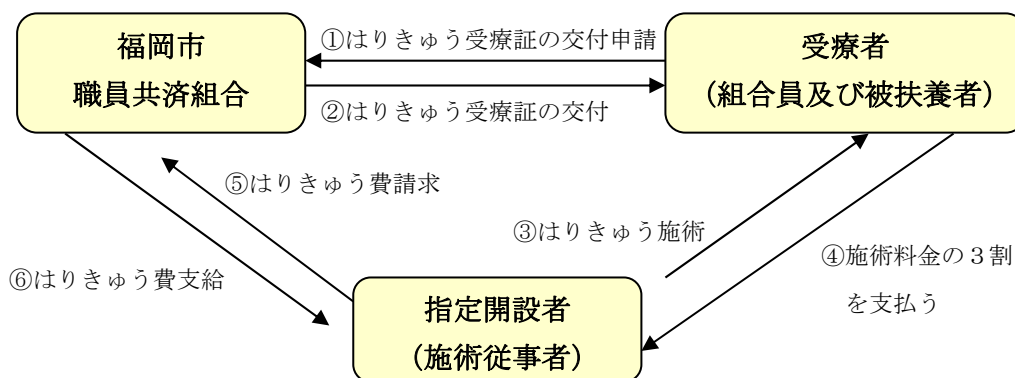 福岡市
職員共済組合
①はりきゅう受療証の交付申請
②はりきゅう受療証の交付
受療者
（組合員及び被扶養者）
⑤はりきゅう費請求
③はりきゅう施術
④施術料金の３割
を支払う
⑥はりきゅう費支給
指定開設者
（施術従事者）